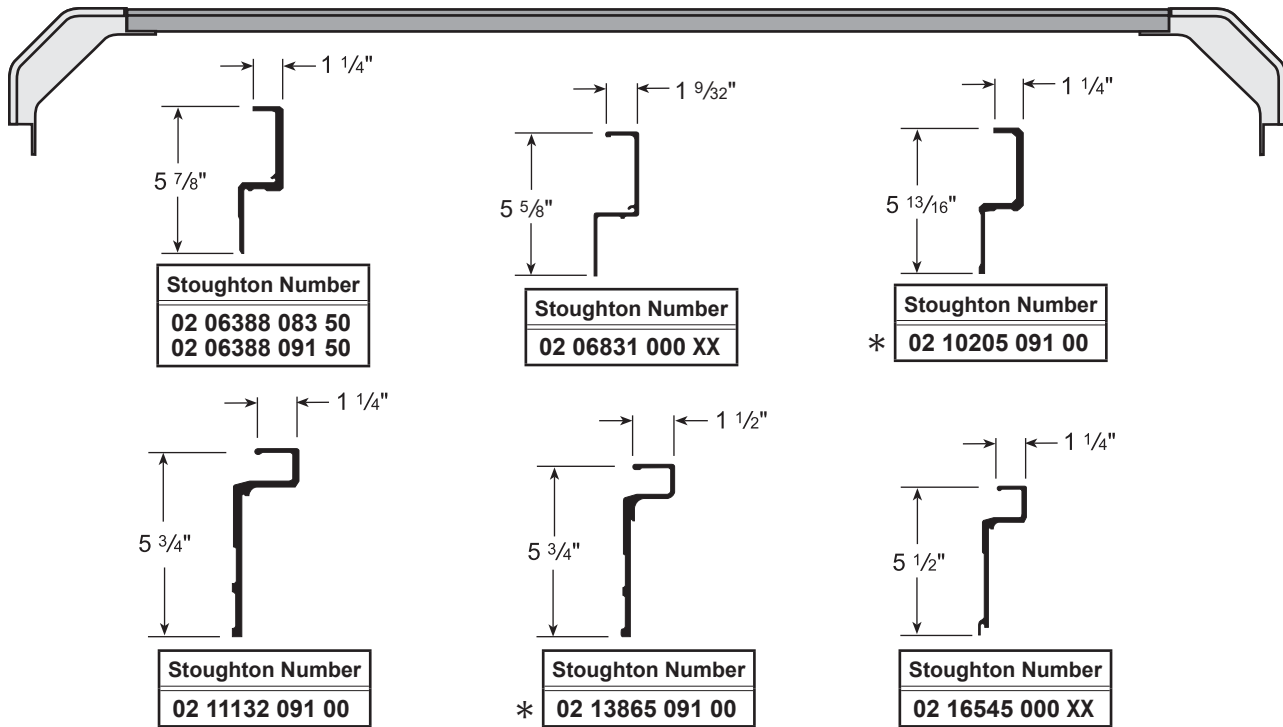 1 1/4"
5 7/8"
Stoughton Number
02 06388 083 50
02 06388 091 50
1 9/32"
5 5/8"
Stoughton Number
02 06831 000 XX
1 1/4"
5 13/16"
Stoughton Number
* 02 10205 091 00
1 1/4"
5 3/4"
Stoughton Number
02 11132 091 00
1 1/2"
5 3/4"
Stoughton Number
* 02 13865 091 00
1 1/4"
5 1/2"
Stoughton Number
02 16545 000 XX